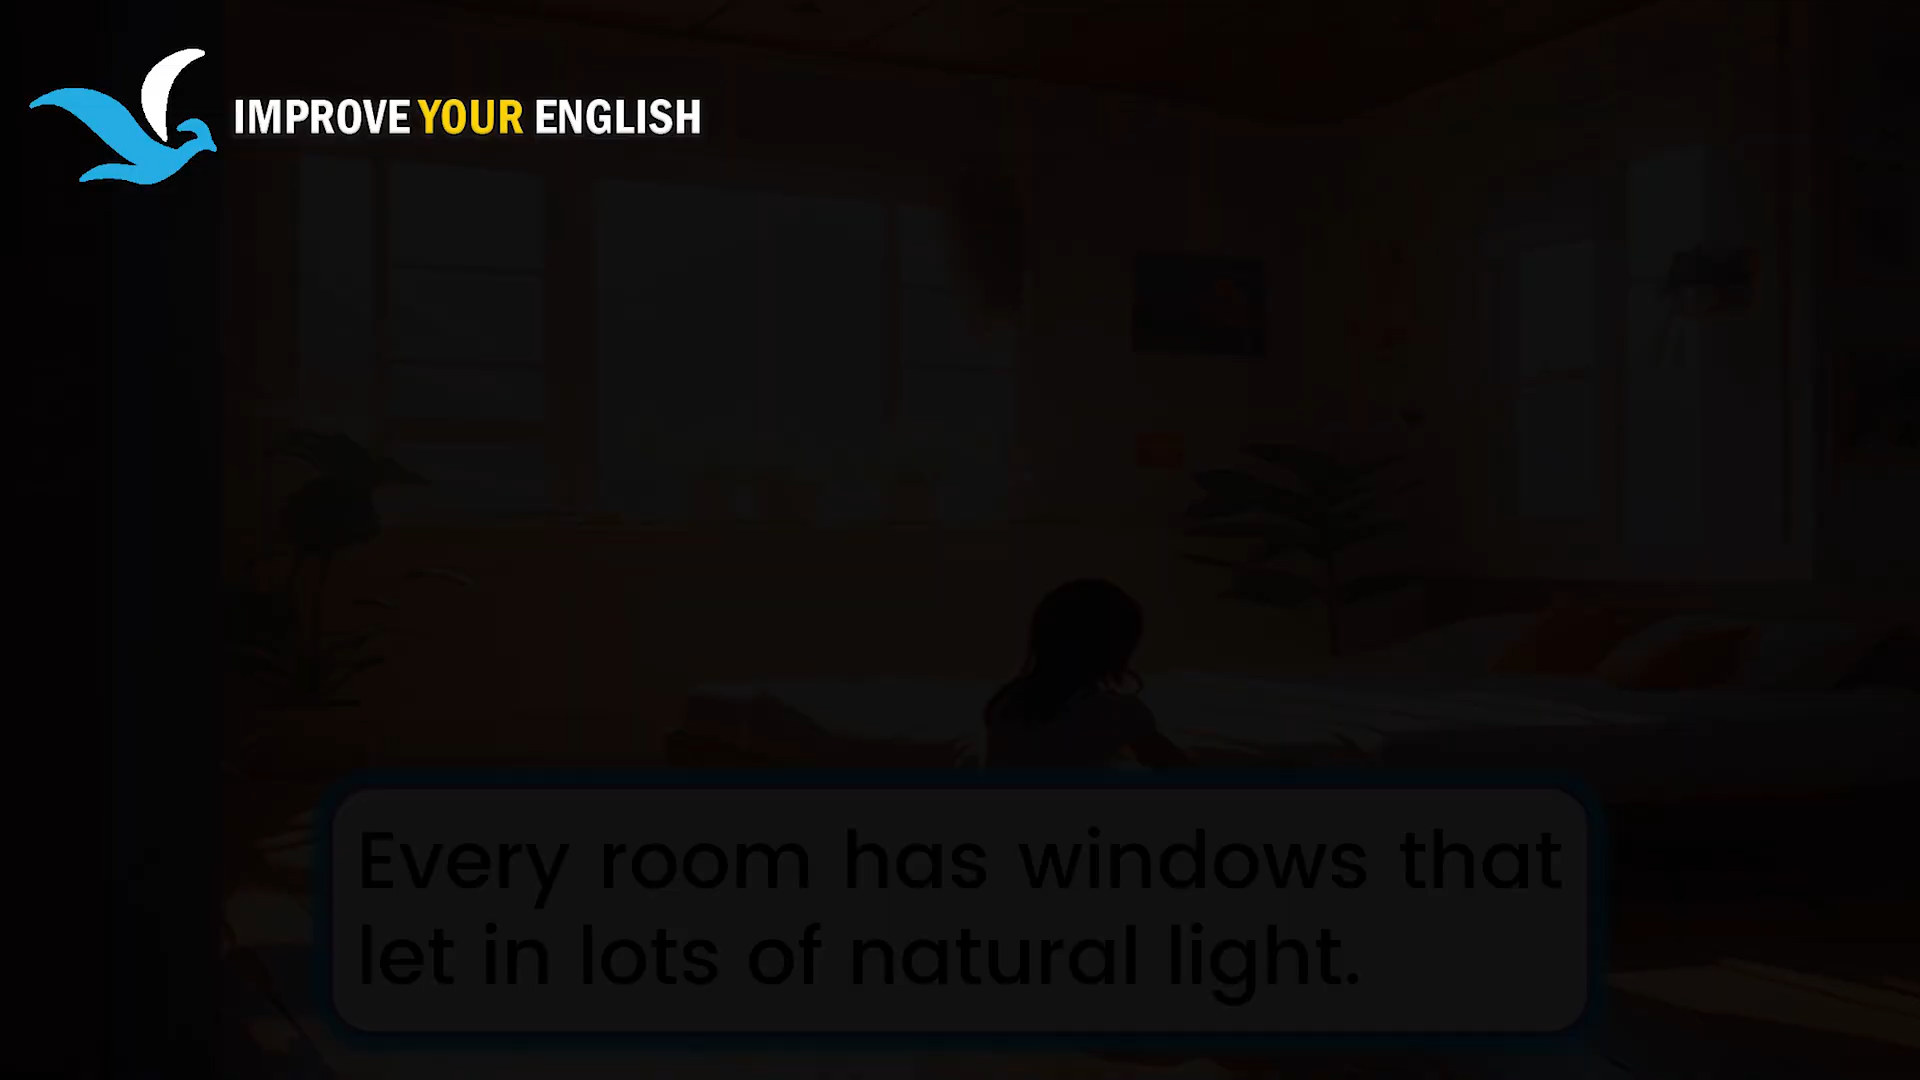 IMPROVE YOUR ENGLISH
Every room has windows that
let in lots of natural light.